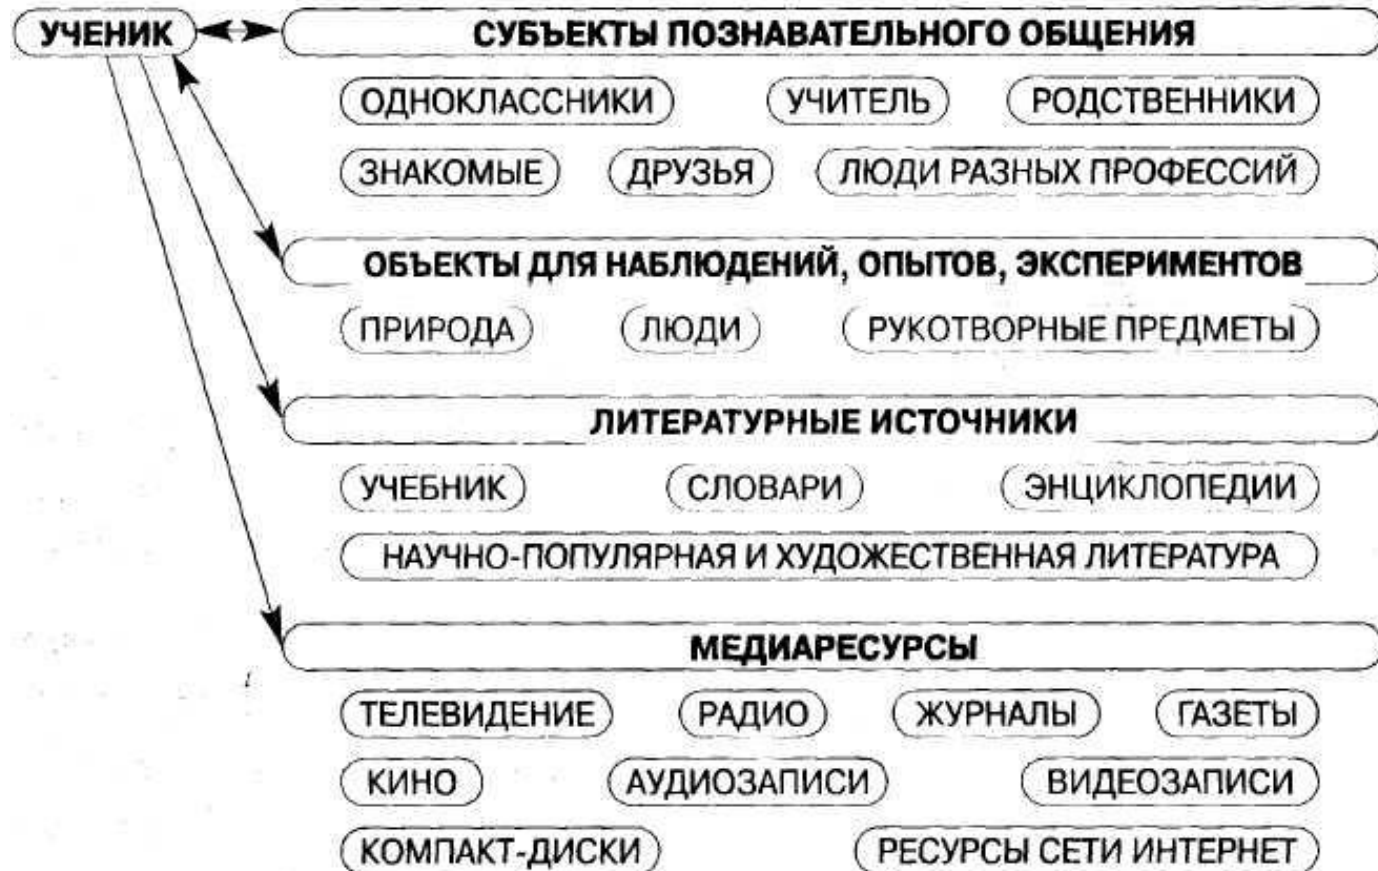 УЧЕНИК СУБЪЕКТЫ ПОЗНАВАТЕЛЬНОГО ОБЩЕНИЯ
ОДНОКЛАССНИКИ УЧИТЕЛЬ РОДСТВЕННИКИ
ЗНАКОМЫЕ ДРУЗЬЯ ЛЮДИ РАЗНЫХ ПРОФЕССИЙ
ОБЪЕКТЫ ДЛЯ НАБЛЮДЕНИЙ, ОПЫТОВ, ЭКСПЕРИМЕНТОВ
ПРИРОДА ЛЮДИ РУКОТВОРНЫЕ ПРЕДМЕТЫ
ЛИТЕРАТУРНЫЕ ИСТОЧНИКИ
УЧЕБНИК СЛОВАРИ ЭНЦИКЛОПЕДИИ
НАУЧНО-ПОПУЛЯРНАЯ И ХУДОЖЕСТВЕННАЯ ЛИТЕРАТУРА
МЕДИАРЕСУРСЫ
ТЕЛЕВИДЕНИЕ РАДИО ЖУРНАЛЫ ГАЗЕТЫ
КИНО АУДИОЗАПИСИ ВИДЕОЗАПИСИ
КОМПАКТ-ДИСКИ РЕСУРСЫ СЕТИ ИНТЕРНЕТ